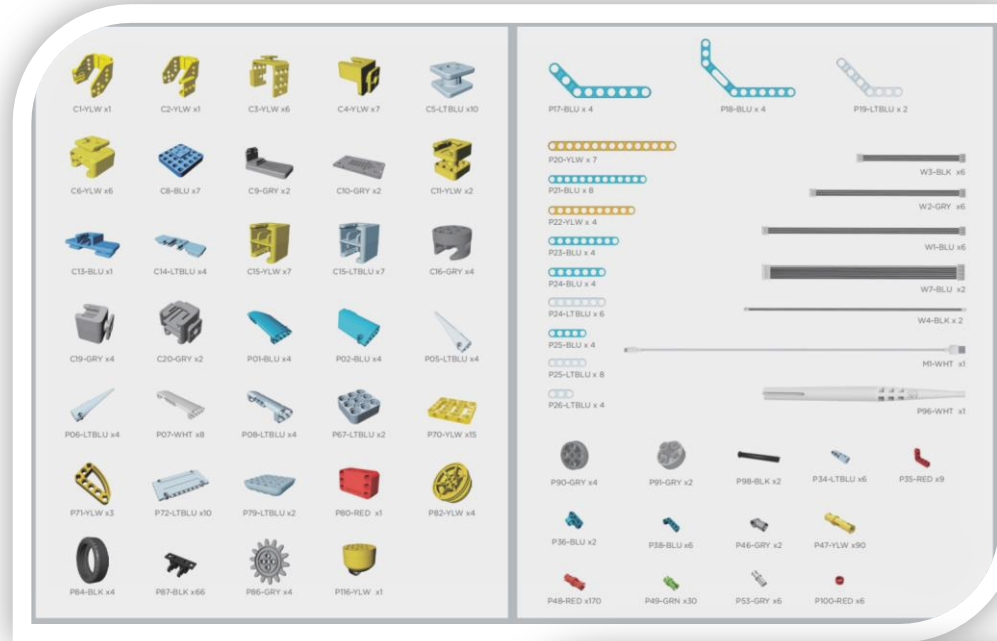 C1-YLW x1
C2-YLW x1
C3-YLW x6
C4-YLW x7
C5-LTBLU x10
C6-YLW x6
C8-BLU x7
C9-GRY x2
C10-GRY x2
C11-YLW x2
C13-BLU x1
C14-LTBLU x4
C15-YLW x7
C15-LTBLU x7
C16-GRY x4
C19-GRY x4
C20-GRY x2
P01-BLU x4
P02-BLU x4
P05-LTBLU x4
P06-LTBLU x4
P07-WHT x8
P08-LTBLU x4
P67-LTBLU x2
P70-YLW x15
P71-YLW x3
P72-LTBLU x10
P79-LTBLU x2
P80-RED x1
P82-YLW x4
P84-BLK x4
P87-BLK x66
P86-GRY x4
P116-YLW x1
P17-BLU x 4
P18-BLU x 4
P19-LTBLU x 2
P20-YLW x 7
P21-BLU x 8
P22-YLW x 4
P23-BLU x 4
P24-BLU x 4
P24-LTBLU x 6
P25-BLU x 4
P25-LTBLU x 8
P26-LTBLU x 4
W3-BLK x6
W2-GRY x6
W1-BLU x6
W7-BLU x2
W4-BLK x 2
M1-WHT x1
P96-WHT x1
P90-GRY x4
P91-GRY x2
P98-BLK x2
P34-LTBLU x6
P35-RED x9
P36-BLU x2
P38-BLU x6
P46-GRY x2
P47-YLW x90
P48-RED x170
P49-GRN x30
P53-GRY x6
P100-RED x6